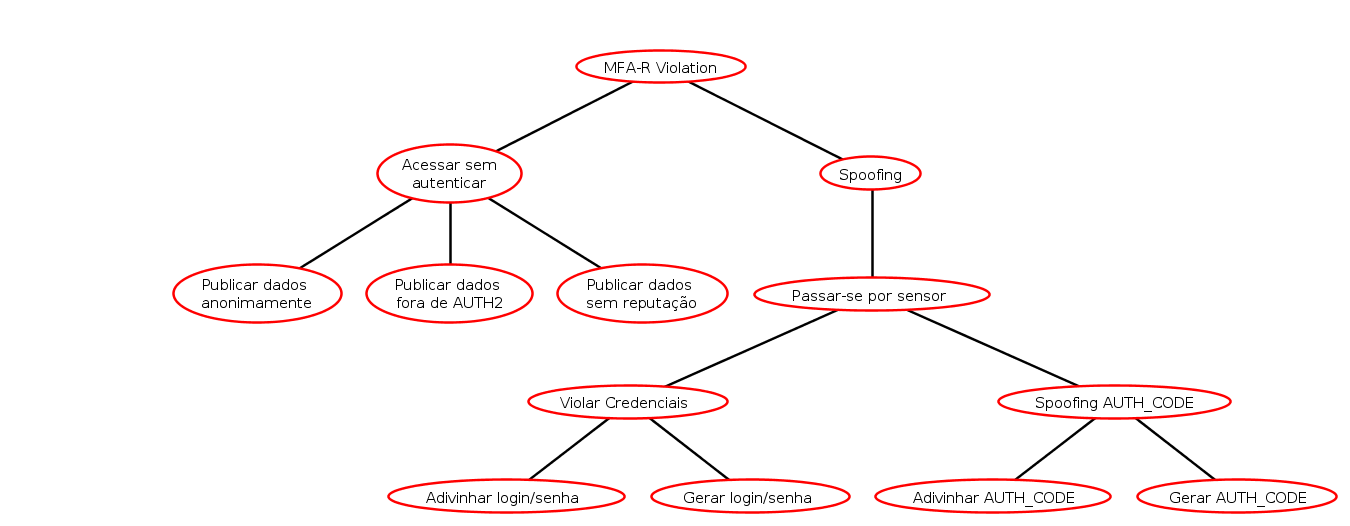 MFA-R Violation
Acessar sem
autenticar
Spoofing
Publicar dados
anonimamente
Publicar dados
fora de AUTH2
Publicar dados
sem reputação
Passar-se por sensor
Violar Credenciais
Spoofing AUTH_CODE
Adivinhar login/senha
Gerar login/senha
Adivinhar AUTH_CODE
Gerar AUTH_CODE